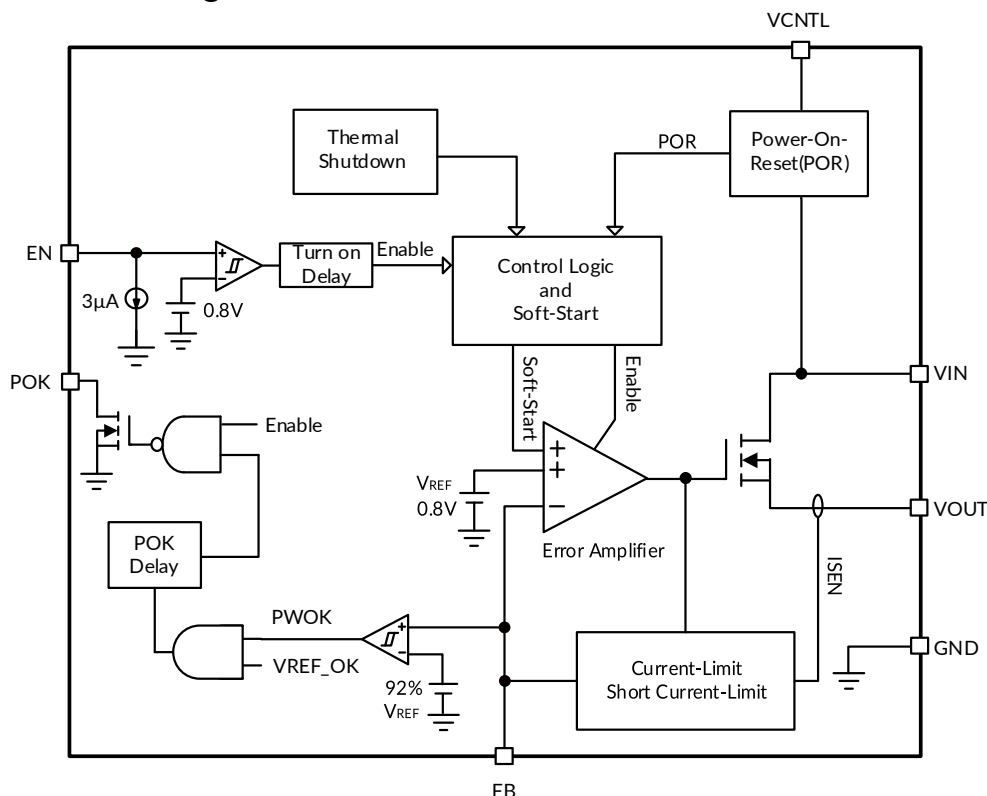 VCNTL
Thermal
Shutdown
POR
Power-On-
Reset(POR)
EN
+
−
Turn on
Delay
Enable
Control Logic
and
Soft-Start
3µA
0.8V
POK
Soft-Start
Enable
VIN
Enable
+
+
−
VREF
0.8V
VOUT
Error Amplifier
POK
Delay
ISEN
PWOK
+
−
VREF_OK
92%
VREF
Current-Limit
Short Current-Limit
GND